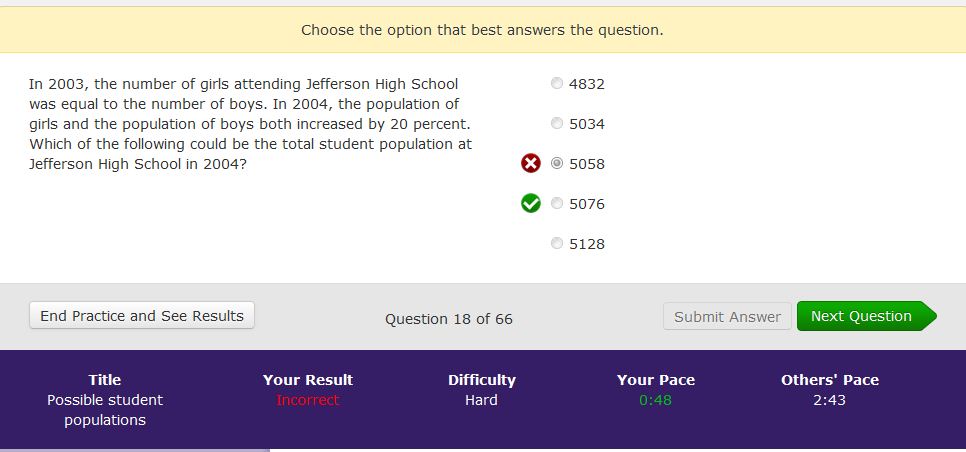 Choose the option that best answers the question.
In 2003, the number of girls attending Jefferson High School
was equal to the number of boys. In 2004, the population of
girls and the population of boys both increased by 20 percent.
Which of the following could be the total student population at
Jefferson High School in 2004?
4832
5034
5058
5076
5128
End Practice and See Results
Question 18 of 66
Submit Answer
Next Question
Title
Possible student
populations
Your Result
Incorrect
Difficulty
Hard
Your Pace
0:48
Others' Pace
2:43